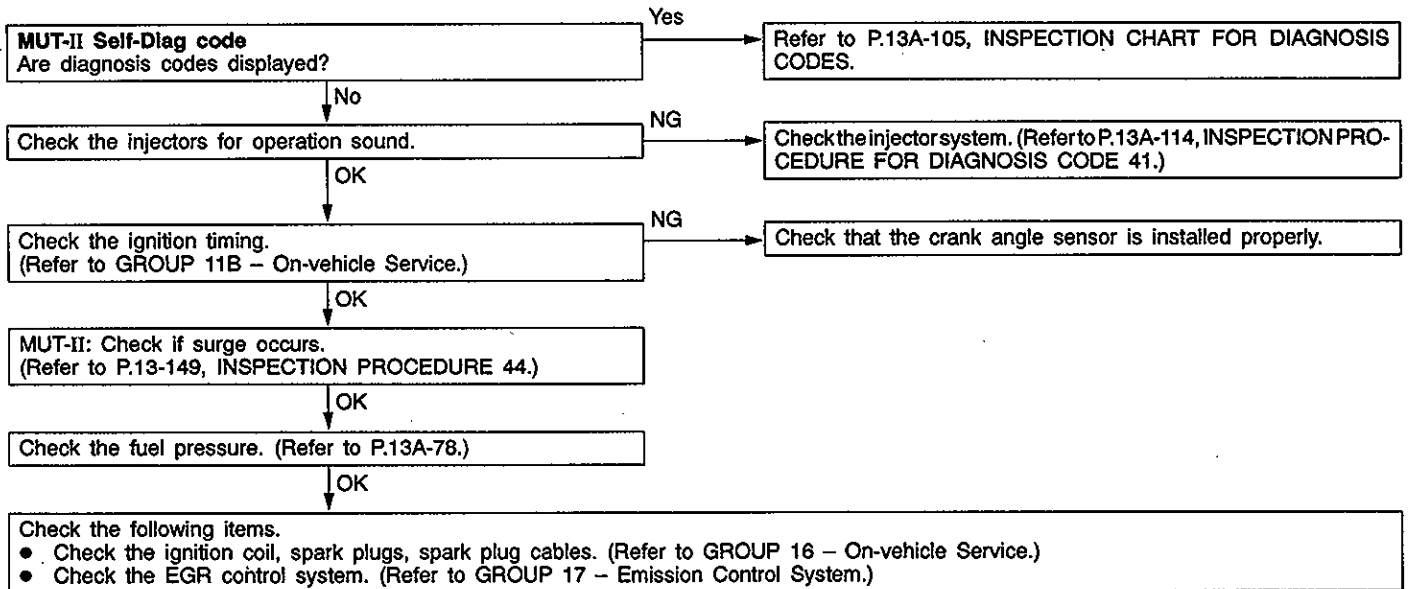 MUT-II Self-Diag code
Are diagnosis codes displayed?
Yes
Refer to P.13A-105, INSPECTION CHART FOR DIAGNOSIS
CODES.
No
Check the injectors for operation sound.
NG
Check the injector system. (Refer to P.13A-114, INSPECTION PRO-
CEDURE FOR DIAGNOSIS CODE 41.)
OK
Check the ignition timing.
(Refer to GROUP 11B – On-vehicle Service.)
NG
Check that the crank angle sensor is installed properly.
OK
MUT-II: Check if surge occurs.
(Refer to P.13-149, INSPECTION PROCEDURE 44.)
OK
Check the fuel pressure. (Refer to P.13A-78.)
OK
Check the following items.
● Check the ignition coil, spark plugs, spark plug cables. (Refer to GROUP 16 – On-vehicle Service.)
● Check the EGR control system. (Refer to GROUP 17 – Emission Control System.)